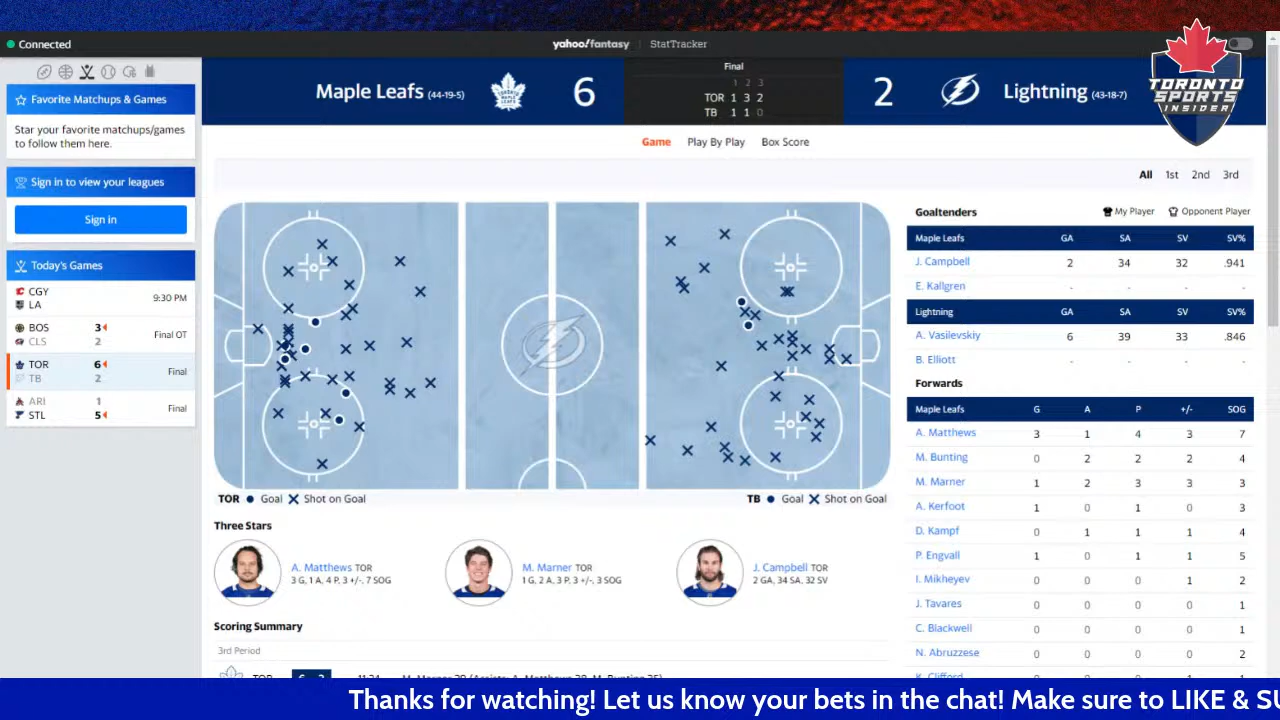 Connected
yahoo!fantasy StatTracker
TORONTO
SPORTS
INSIDER
Favorite Matchups & Games
Star your favorite matchups/games
to follow them here.
Sign in to view your leagues
Sign in
Today's Games
CGY
LA
9:30 PM
BOS 3
CLS 2
Final OT
TOR 6
TB 2
Final
ARI 1
STL 5
Final
Maple Leafs (44-19-5) 6
Final
1 2 3
TOR 1 3 2
TB 1 1 0
2 Lightning (43-18-7)
Game Play By Play Box Score
All 1st 2nd 3rd
TOR Goal Shot on Goal
TB Goal Shot on Goal
Three Stars
A. Matthews TOR
3 G, 1 A, 4 P, 3 +/-, 7 SOG
M. Marner TOR
1 G, 2 A, 3 P, 3 +/-, 3 SOG
J. Campbell TOR
2 GA, 34 SA, 32 SV
Scoring Summary
3rd Period
Goaltenders My Player Opponent Player
Maple Leafs GA SA SV SV%
J. Campbell 2 34 32 .941
E. Kallgren - - - -
Lightning GA SA SV SV%
A. Vasilevskiy 6 39 33 .846
B. Elliott - - - -
Forwards
Maple Leafs G A P +/- SOG
A. Matthews 3 1 4 3 7
M. Bunting 0 2 2 2 4
M. Marner 1 2 3 3 3
A. Kerfoot 1 0 1 0 3
D. Kampf 0 1 1 1 4
P. Engvall 1 0 1 1 5
I. Mikheyev 0 0 0 1 2
J. Tavares 0 0 0 0 1
C. Blackwell 0 0 0 0 1
N. Abruzzese 0 0 0 0 2
Thanks for watching! Let us know your bets in the chat! Make sure to LIKE & SU